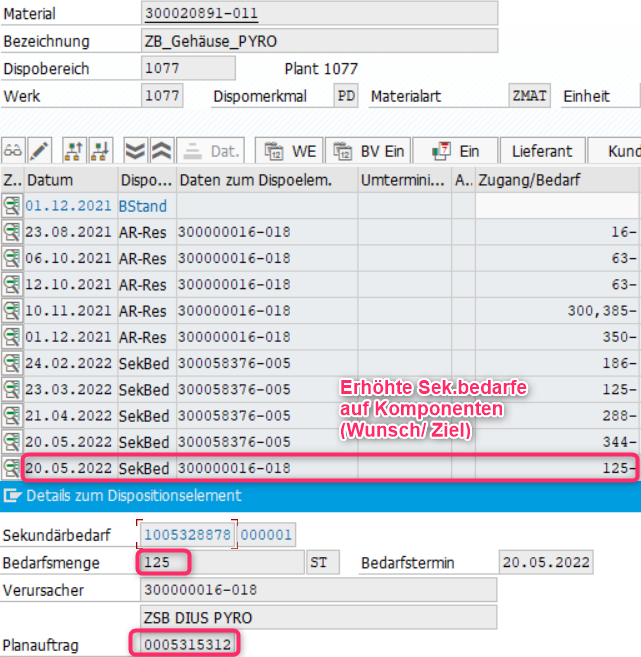 Material 300020891-011
Bezeichnung ZB_Gehäuse_PYRO
Dispobereich 1077 Plant 1077
Werk 1077 Dispomerkmal PD Materialart ZMAT Einheit
Dat. 12 WE 12 BV Ein 7 Ein Lieferant Kund
Z.. Datum Dispo... Daten zum Dispoelem. Umtermini... A.. Zugang/Bedarf
01.12.2021 BStand
23.08.2021 AR-Res 300000016-018 16-
06.10.2021 AR-Res 300000016-018 63-
12.10.2021 AR-Res 300000016-018 63-
10.11.2021 AR-Res 300000016-018 300,385-
01.12.2021 AR-Res 300000016-018 350-
24.02.2022 SekBed 300058376-005 186-
23.03.2022 SekBed 300058376-005 125-
21.04.2022 SekBed 300058376-005 288-
20.05.2022 SekBed 300058376-005 344-
20.05.2022 SekBed 300000016-018 125-
Erhöhte Sek.bedarfe
auf Komponenten
(Wunsch/ Ziel)
Details zum Dispositionselement
Sekundärbedarf 1005328878 000001
Bedarfsmenge 125 ST Bedarfstermin 20.05.2022
Verursacher 300000016-018
ZSB DIUS PYRO
Planauftrag 0005315312